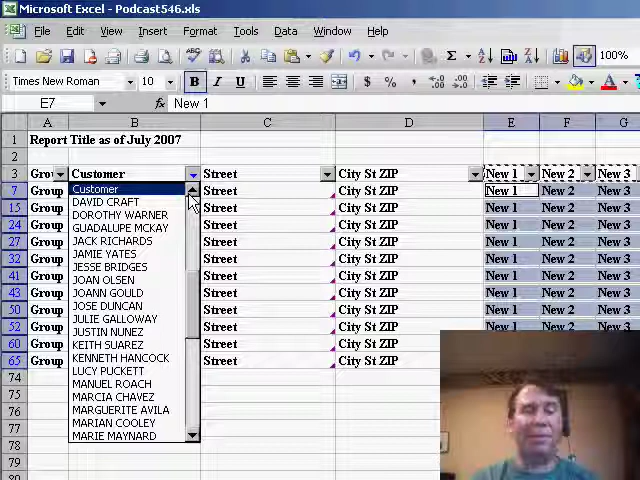 Microsoft Excel - Podcast546.xls
File Edit View Insert Format Tools Data Window Help
Σ 100%
Times New Roman 10 B I U $ % , A
E7 fx New 1
A B C D E F G
1 Report Title as of July 2007
2
3 Grou Customer Street City St ZIP New 1 New 2 New 3
7 Group Customer Street City St ZIP New 1 New 2 New 3
15 Group DAVID CRAFT Street City St ZIP New 1 New 2 New 3
DOROTHY WARNER
24 Group GUADALUPE MCKAY Street City St ZIP New 1 New 2 New 3
27 Group JACK RICHARDS Street City St ZIP New 1 New 2 New 3
32 Group JAMIE YATES Street City St ZIP New 1 New 2 New 3
JESSE BRIDGES
41 Group JOAN OLSEN Street City St ZIP New 1 New 2 New 3
43 Group JOANN GOULD Street City St ZIP New 1 New 2 New 3
50 Group JOSE DUNCAN Street City St ZIP New 1 New 2 New 3
JULIE GALLOWAY
52 Group JUSTIN NUNEZ Street City St ZIP New 1 New 2 New 3
60 Group KEITH SUAREZ Street City St ZIP
65 Group KENNETH HANCOCK Street City St ZIP
LUCY PUCKETT
74
MANUEL ROACH
75 MARCIA CHAVEZ
76 MARGUERITE AVILA
77 MARIAN COOLEY
78 MARIE MAYNARD
79